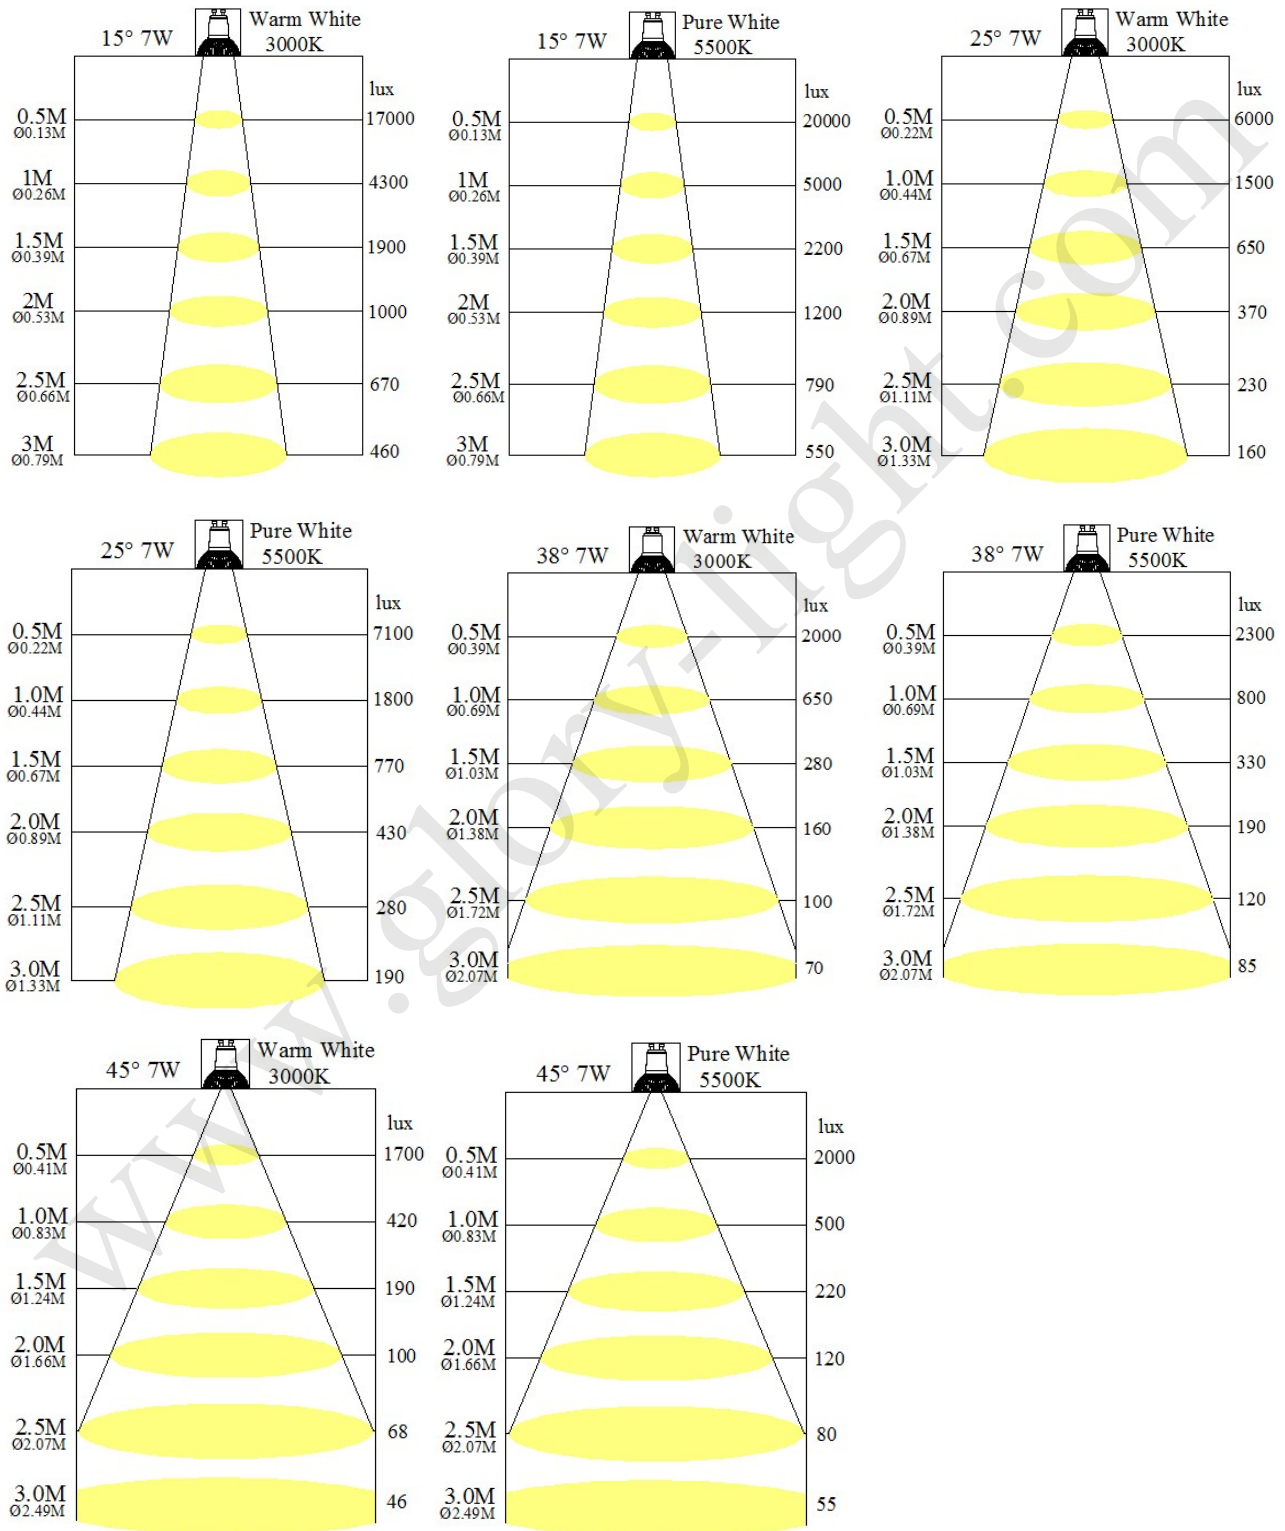 15° 7W
Warm White
3000K
lux
0.5M
Ø0.13M
17000
1M
Ø0.26M
4300
1.5M
Ø0.39M
1900
2M
Ø0.53M
1000
2.5M
Ø0.66M
670
3M
Ø0.79M
460
15° 7W
Pure White
5500K
lux
0.5M
Ø0.13M
20000
1M
Ø0.26M
5000
1.5M
Ø0.39M
2200
2M
Ø0.53M
1200
2.5M
Ø0.66M
790
3M
Ø0.79M
550
25° 7W
Warm White
3000K
lux
0.5M
Ø0.22M
6000
1.0M
Ø0.44M
1500
1.5M
Ø0.67M
650
2.0M
Ø0.89M
370
2.5M
Ø1.11M
230
3.0M
Ø1.33M
160
25° 7W
Pure White
5500K
lux
0.5M
Ø0.22M
7100
1.0M
Ø0.44M
1800
1.5M
Ø0.67M
770
2.0M
Ø0.89M
430
2.5M
Ø1.11M
280
3.0M
Ø1.33M
190
38° 7W
Warm White
3000K
lux
0.5M
Ø0.39M
2000
1.0M
Ø0.69M
650
1.5M
Ø1.03M
280
2.0M
Ø1.38M
160
2.5M
Ø1.72M
100
3.0M
Ø2.07M
70
38° 7W
Pure White
5500K
lux
0.5M
Ø0.39M
2300
1.0M
Ø0.69M
800
1.5M
Ø1.03M
330
2.0M
Ø1.38M
190
2.5M
Ø1.72M
120
3.0M
Ø2.07M
85
45° 7W
Warm White
3000K
lux
0.5M
Ø0.41M
1700
1.0M
Ø0.83M
420
1.5M
Ø1.24M
190
2.0M
Ø1.66M
100
2.5M
Ø2.07M
68
3.0M
Ø2.49M
46
45° 7W
Pure White
5500K
lux
0.5M
Ø0.41M
2000
1.0M
Ø0.83M
500
1.5M
Ø1.24M
220
2.0M
Ø1.66M
120
2.5M
Ø2.07M
80
3.0M
Ø2.49M
55
www.glory-light.com